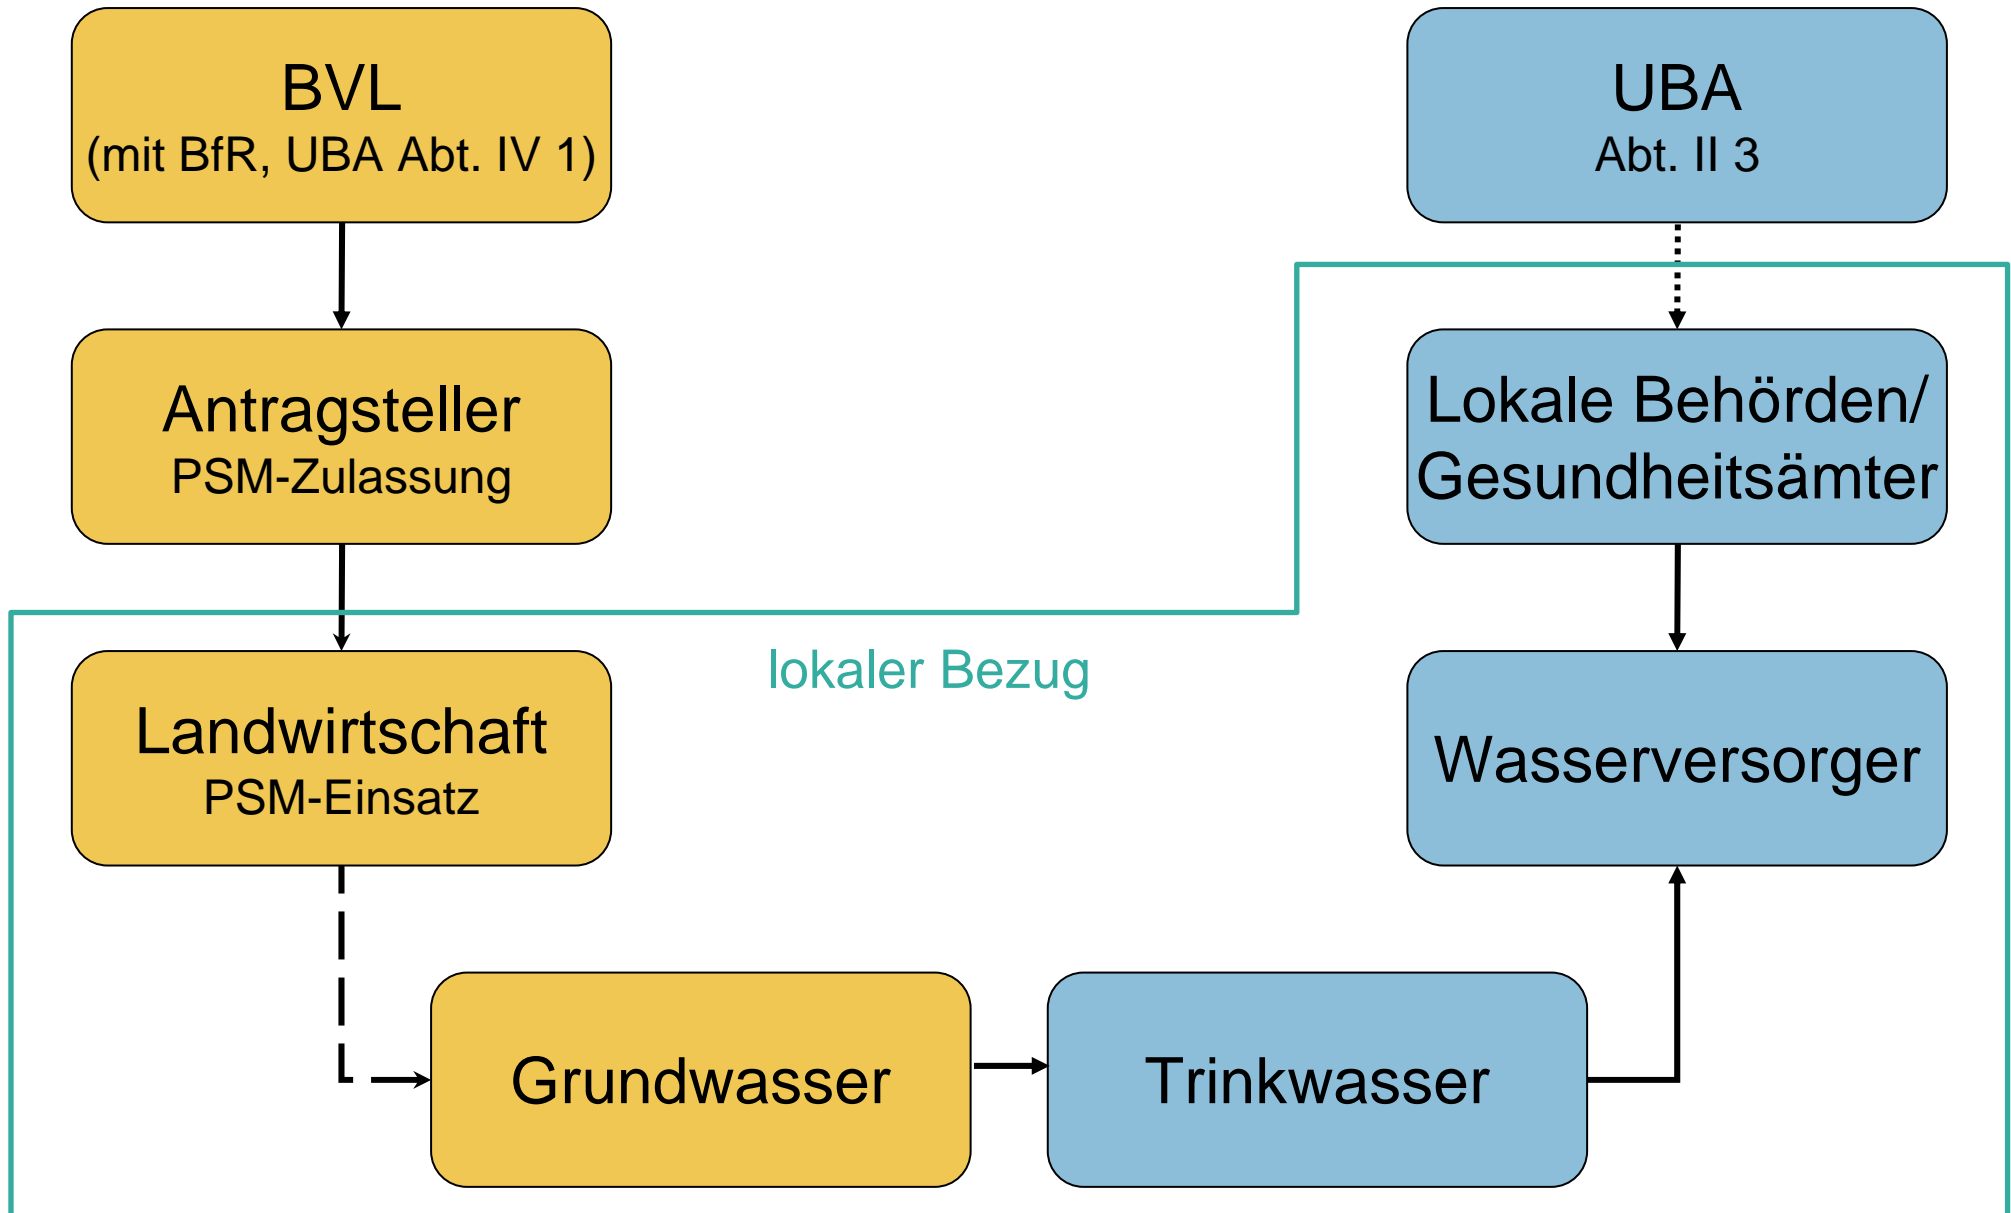 BVL
(mit BfR, UBA Abt. IV 1)
UBA
Abt. II 3
Antragsteller
PSM-Zulassung
Lokale Behörden/
Gesundheitsämter
lokaler Bezug
Landwirtschaft
PSM-Einsatz
Wasserversorger
Grundwasser
Trinkwasser